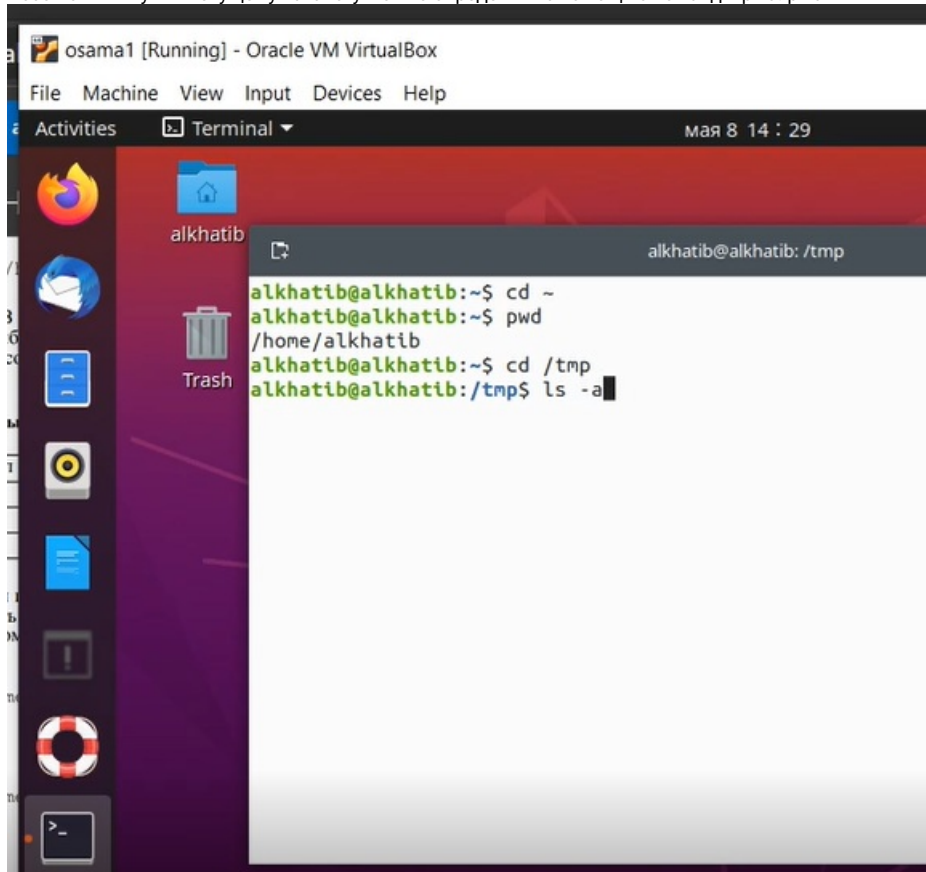 osama1 [Running] - Oracle VM VirtualBox
File Machine View Input Devices Help
Activities Terminal мая 8 14 : 29
alkhatib
Trash
alkhatib@alkhatib: /tmp
alkhatib@alkhatib:~$ cd ~
alkhatib@alkhatib:~$ pwd
/home/alkhatib
alkhatib@alkhatib:~$ cd /tmp
alkhatib@alkhatib:/tmp$ ls -a